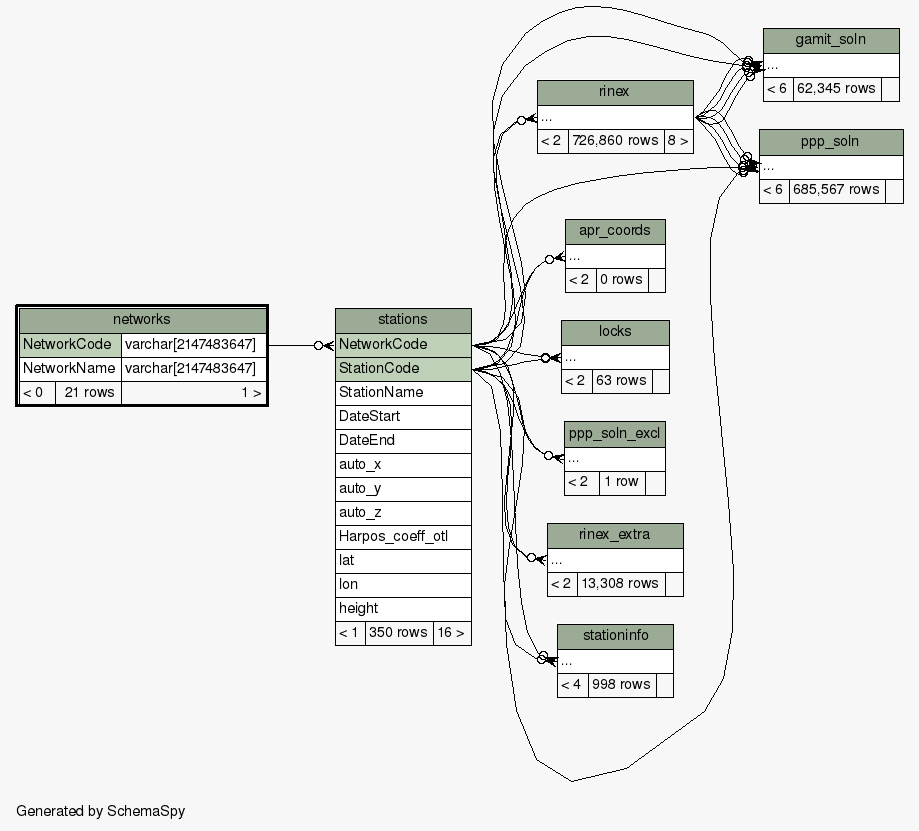 gamit_soln
...
< 6 62,345 rows
rinex
...
< 2 726,860 rows 8 >
ppp_soln
...
< 6 685,567 rows
apr_coords
...
< 2 0 rows
networks
NetworkCode varchar[2147483647]
NetworkName varchar[2147483647]
< 0 21 rows 1 >
stations
NetworkCode
StationCode
StationName
DateStart
DateEnd
auto_x
auto_y
auto_z
Harpos_coeff_otl
lat
lon
height
< 1 350 rows 16 >
locks
...
< 2 63 rows
ppp_soln_excl
...
< 2 1 row
rinex_extra
...
< 2 13,308 rows
stationinfo
...
< 4 998 rows
Generated by SchemaSpy